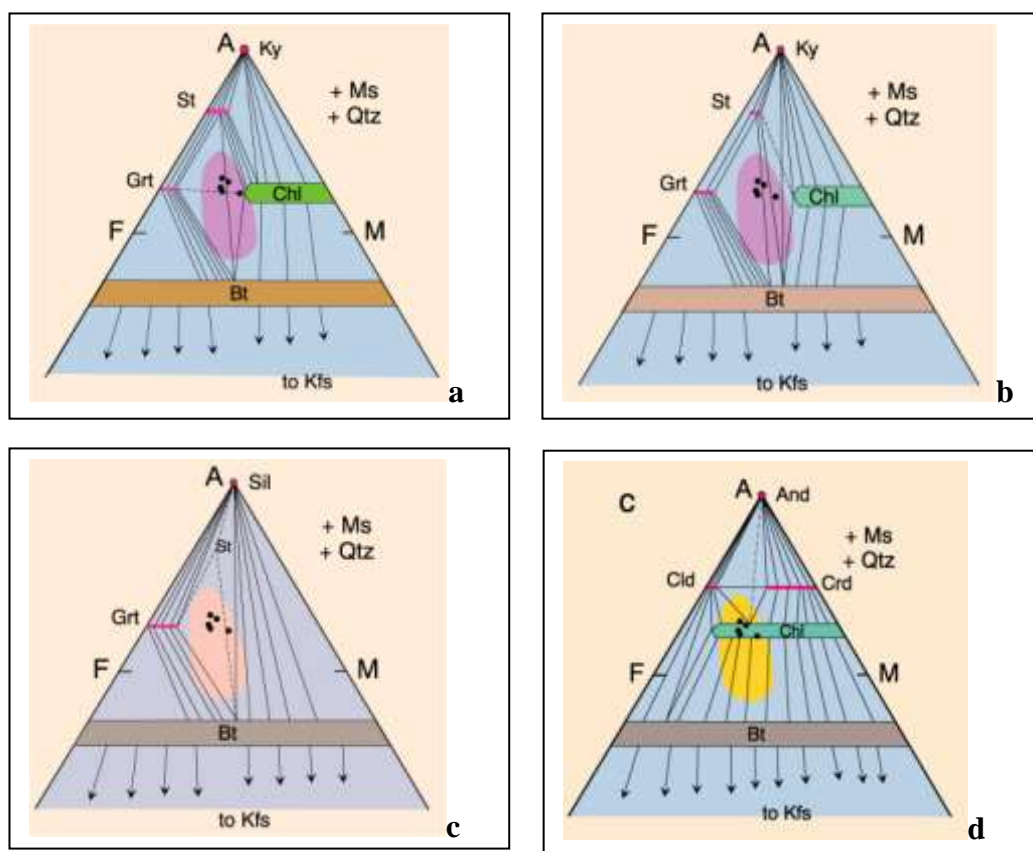 A Ky
+ Ms
+ Qtz
St
Grt
Chl
F M
Bt
to Kfs
a
A Ky
+ Ms
+ Qtz
St
Grt
Chl
F M
Bt
to Kfs
b
A Sil
+ Ms
+ Qtz
St
Grt
F M
Bt
to Kfs
c
C
A And
+ Ms
+ Qtz
Cld Crd
Chl
F M
Bt
to Kfs
d